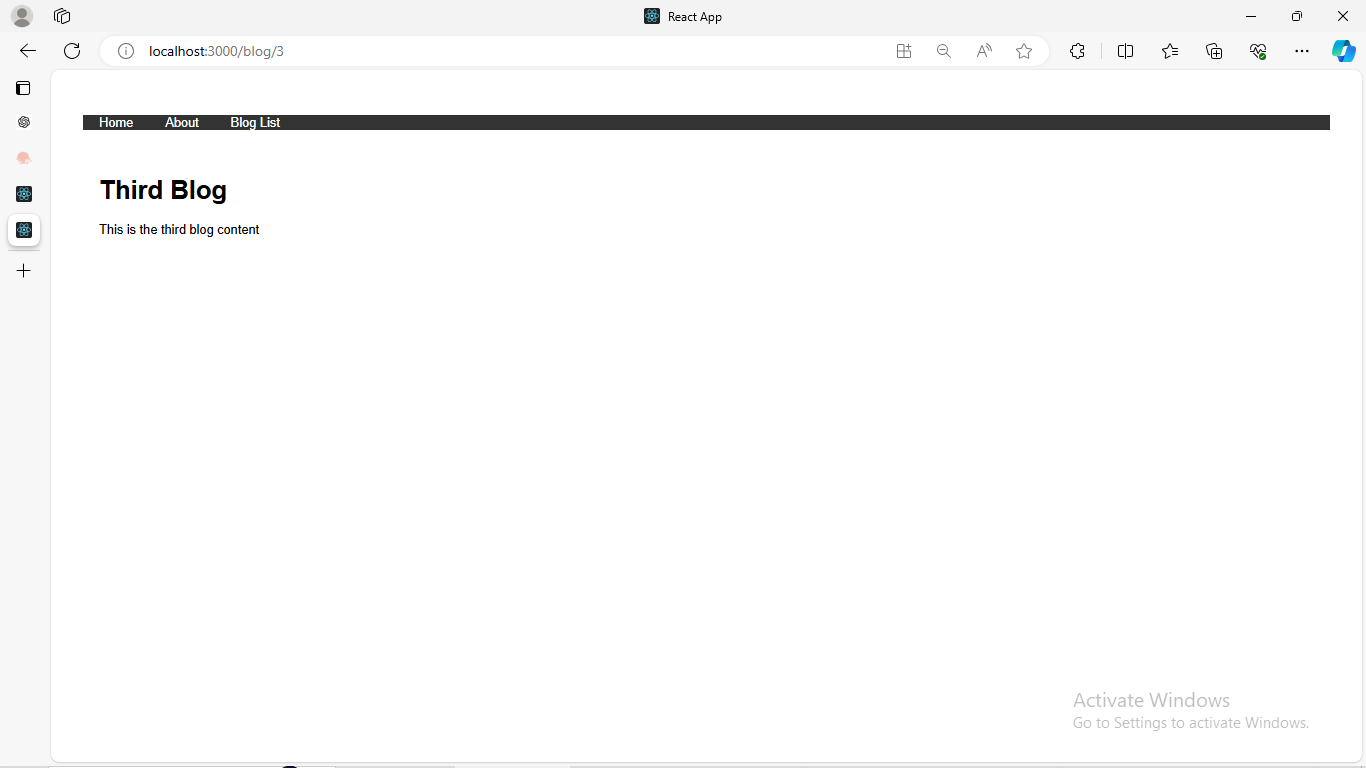 React App
localhost:3000/blog/3
Home About Blog List
Third Blog
This is the third blog content
Activate Windows
Go to Settings to activate Windows.